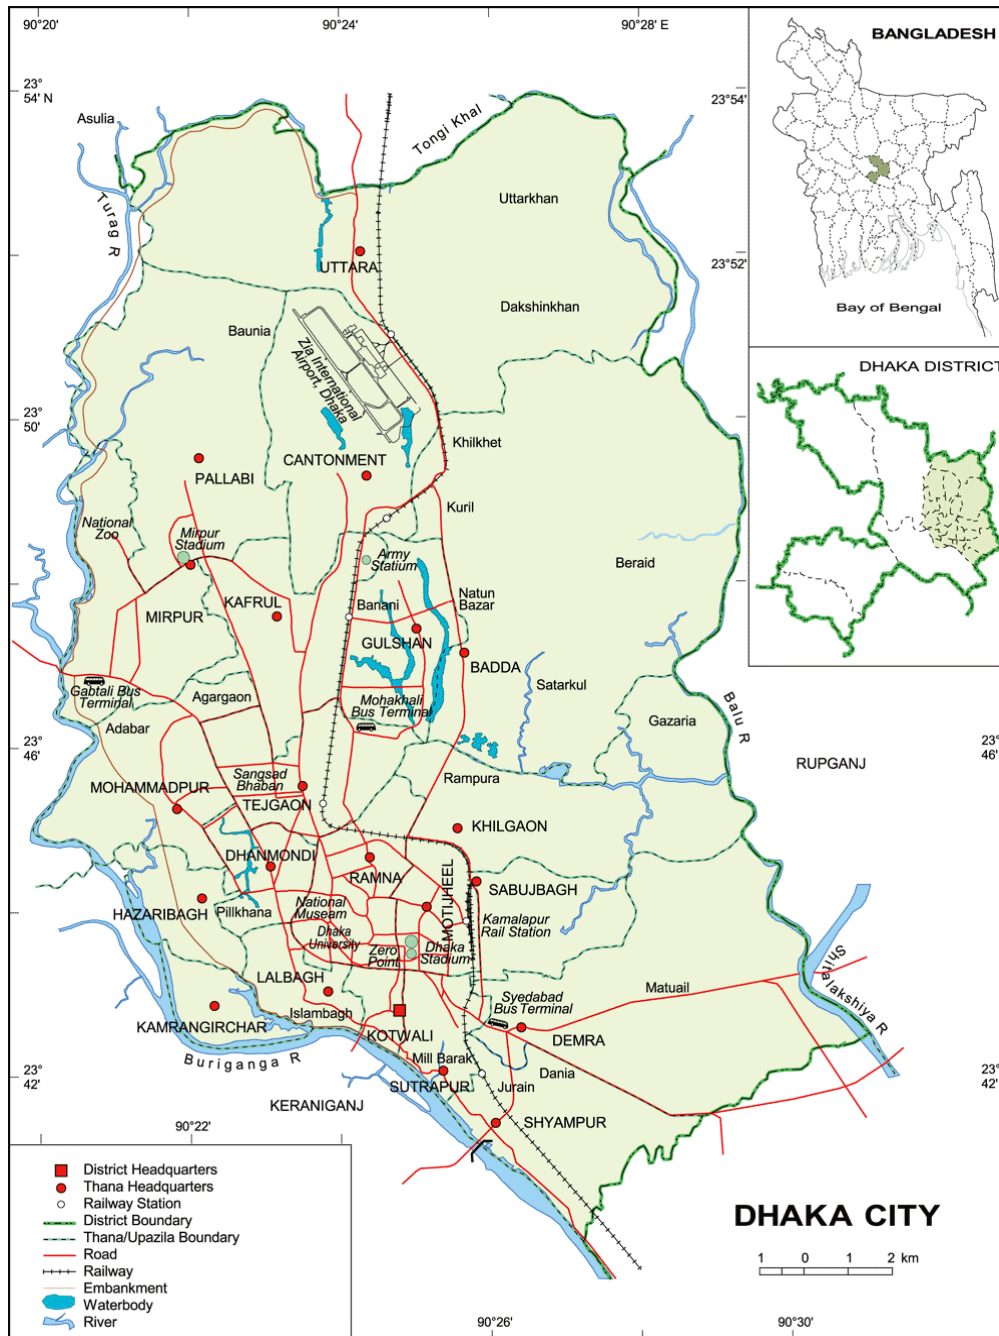 90°20'
90°24'
90°28' E
23°
54' N
Asulia
Tongi Khal
23°54'
BANGLADESH
Turag R
Uttarkhan
UTTARA
23°52'
Dakshinkhan
Bay of Bengal
Baunia
Zia International
Airport. Dhaka
DHAKA DISTRICT
23°
50'
Khilkhet
CANTONMENT
PALLABI
Kuril
National
Zoo
Mirpur
Stadium
Army
Statium
Beraid
Natun
Bazar
Banani
KAFRUL
MIRPUR
GULSHAN
BADDA
Satarkul
Gabtali Bus
Terminal
Agargaon
Mohakhali
Bus Terminal
Adabar
Gazaria
Balu R
23°
46'
23°
46'
RUPGANJ
Sangsad
Bhaban
Rampura
MOHAMMADPUR
TEJGAON
KHILGAON
DHANMONDI
RAMNA
MOTIJHEEL
SABUJBAGH
HAZARIBAGH
Pillkhana
National
Museam
Kamalapur
Rail Station
Dhaka
University
Zero
Point
Dhaka
Stadium
Shitalakshiya R
LALBAGH
Matuail
Syedabad
Bus Terminal
Islambagh
KAMRANGIRCHAR
KOTWALI
DEMRA
Buriganga R
Mill Barak
Dania
23°
42'
SUTRAPUR
Jurain
23°
42'
KERANIGANJ
SHYAMPUR
90°22'
District Headquarters
Thana Headquarters
Railway Station
District Boundary
Thana/Upazila Boundary
Road
Railway
Embankment
Waterbody
River
DHAKA CITY
1 0 1 2 km
90°26'
90°30'